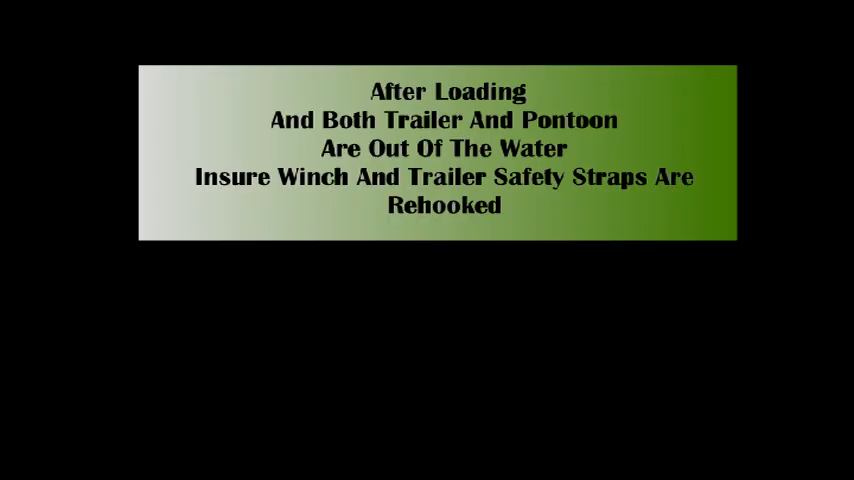 After Loading
And Both Trailer And Pontoon
Are Out Of The Water
Insure Winch And Trailer Safety Straps Are
Rehooked